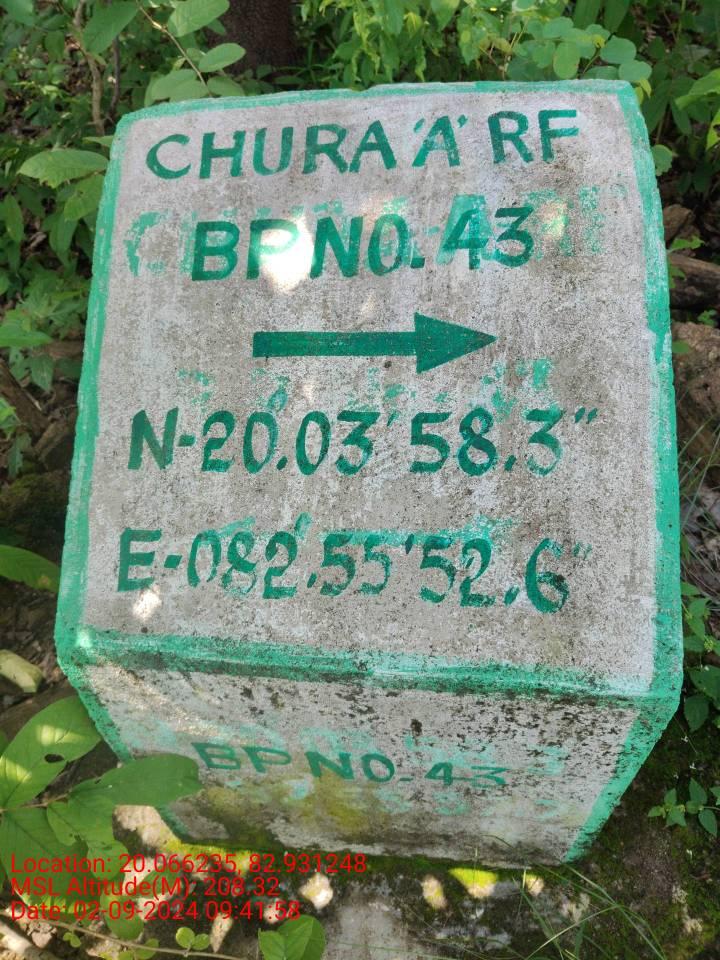 CHURA 'A' RF
BP NO. 43
N-20.03'58.3"
E-082.55'52.6"
BP NO. 43
Location: 20.066235, 82.931248
MSL Altitude(M): 208.32
Date: 02-09-2024 09:41:58